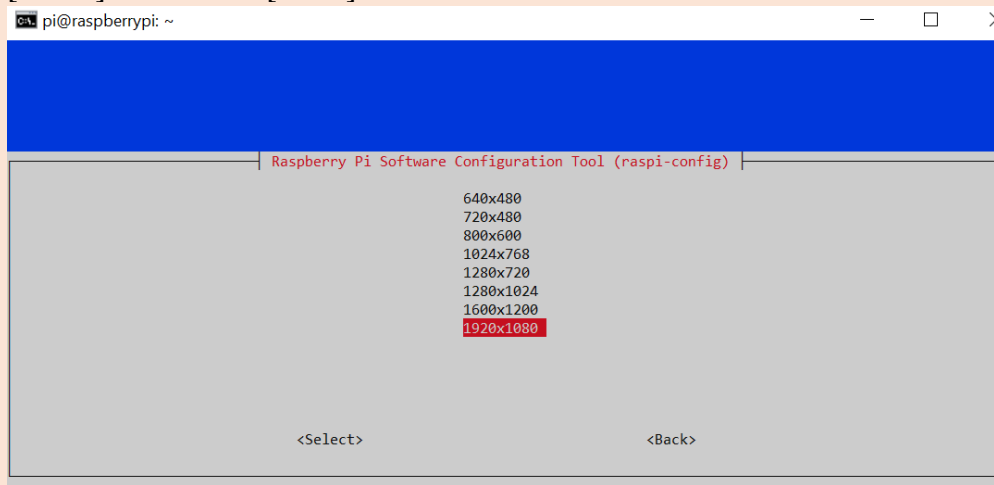 pi@raspberrypi: ~
Raspberry Pi Software Configuration Tool (raspi-config)
640x480
720x480
800x600
1024x768
1280x720
1280x1024
1600x1200
1920x1080
<Select> <Back>